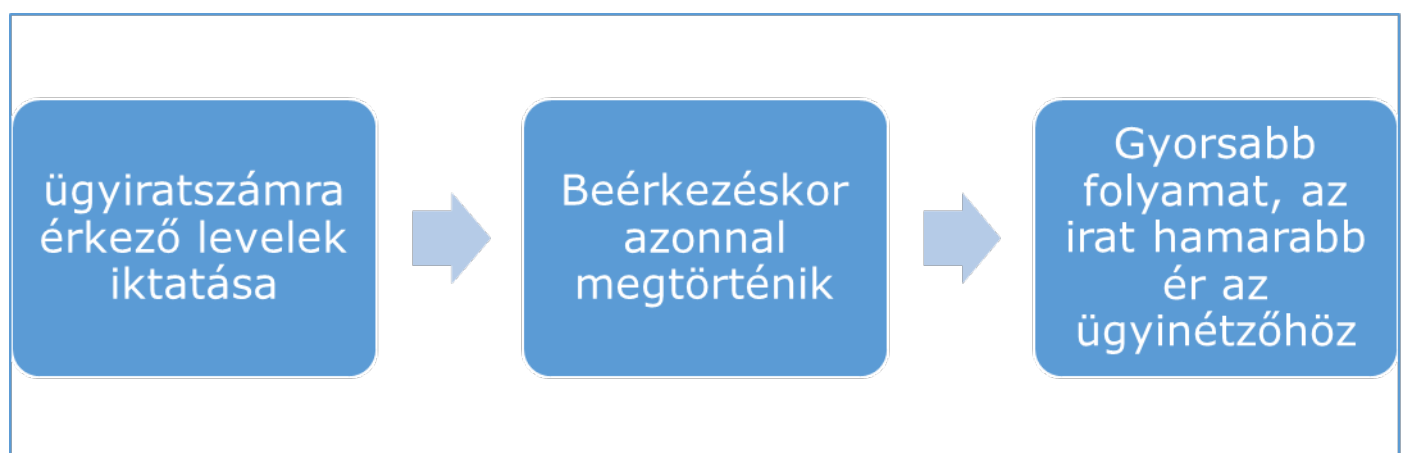 ügyiratszámra
érkező levelek
iktatása
Beérkezéskor
azonnal
megtörténik
Gyorsabb
folyamat, az
irat hamarabb
ér az
ügyinétzőhöz